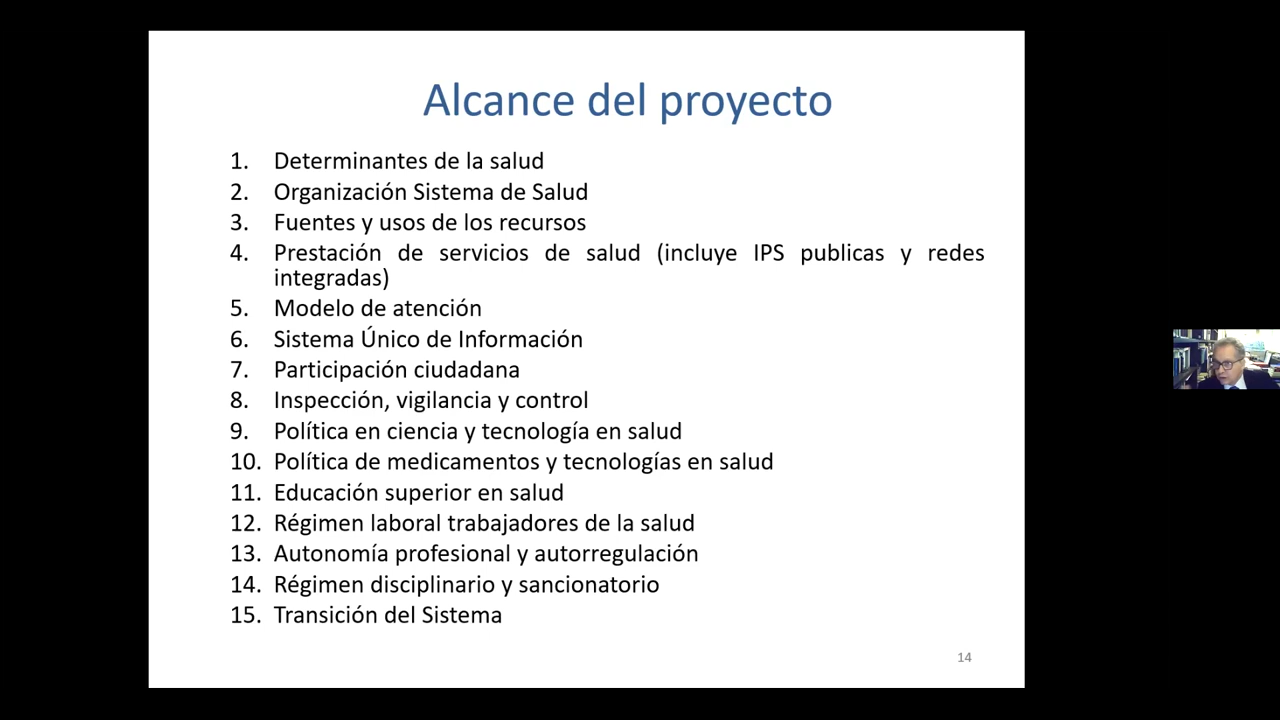 Alcance del proyecto
1. Determinantes de la salud
2. Organización Sistema de Salud
3. Fuentes y usos de los recursos
4. Prestación de servicios de salud (incluye IPS publicas y redes
integradas)
5. Modelo de atención
6. Sistema Único de Información
7. Participación ciudadana
8. Inspección, vigilancia y control
9. Política en ciencia y tecnología en salud
10. Política de medicamentos y tecnologías en salud
11. Educación superior en salud
12. Régimen laboral trabajadores de la salud
13. Autonomía profesional y autorregulación
14. Régimen disciplinario y sancionatorio
15. Transición del Sistema
14